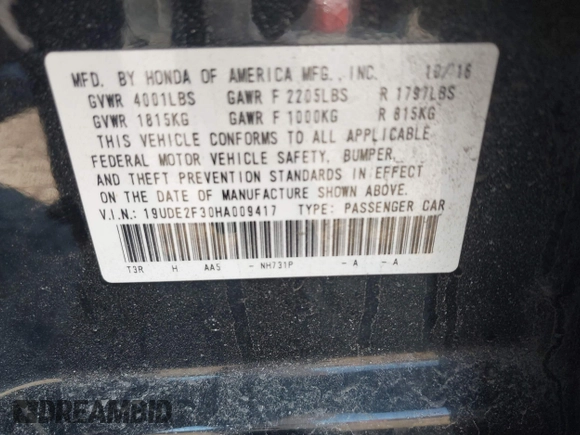 MFD. BY HONDA OF AMERICA MFG., INC. 10/16
GVWR 4001LBS GAWR F 2205LBS R 1797LBS
GVWR 1815KG GAWR F 1000KG R 815KG
THIS VEHICLE CONFORMS TO ALL APPLICABLE
FEDERAL MOTOR VEHICLE SAFETY, BUMPER,
AND THEFT PREVENTION STANDARDS IN EFFECT
ON THE DATE OF MANUFACTURE SHOWN ABOVE.
V.I.N.: 19UDE2F30HA009417 TYPE: PASSENGER CAR
T3R H AA5 - NH731P - A - A
DREAMBID